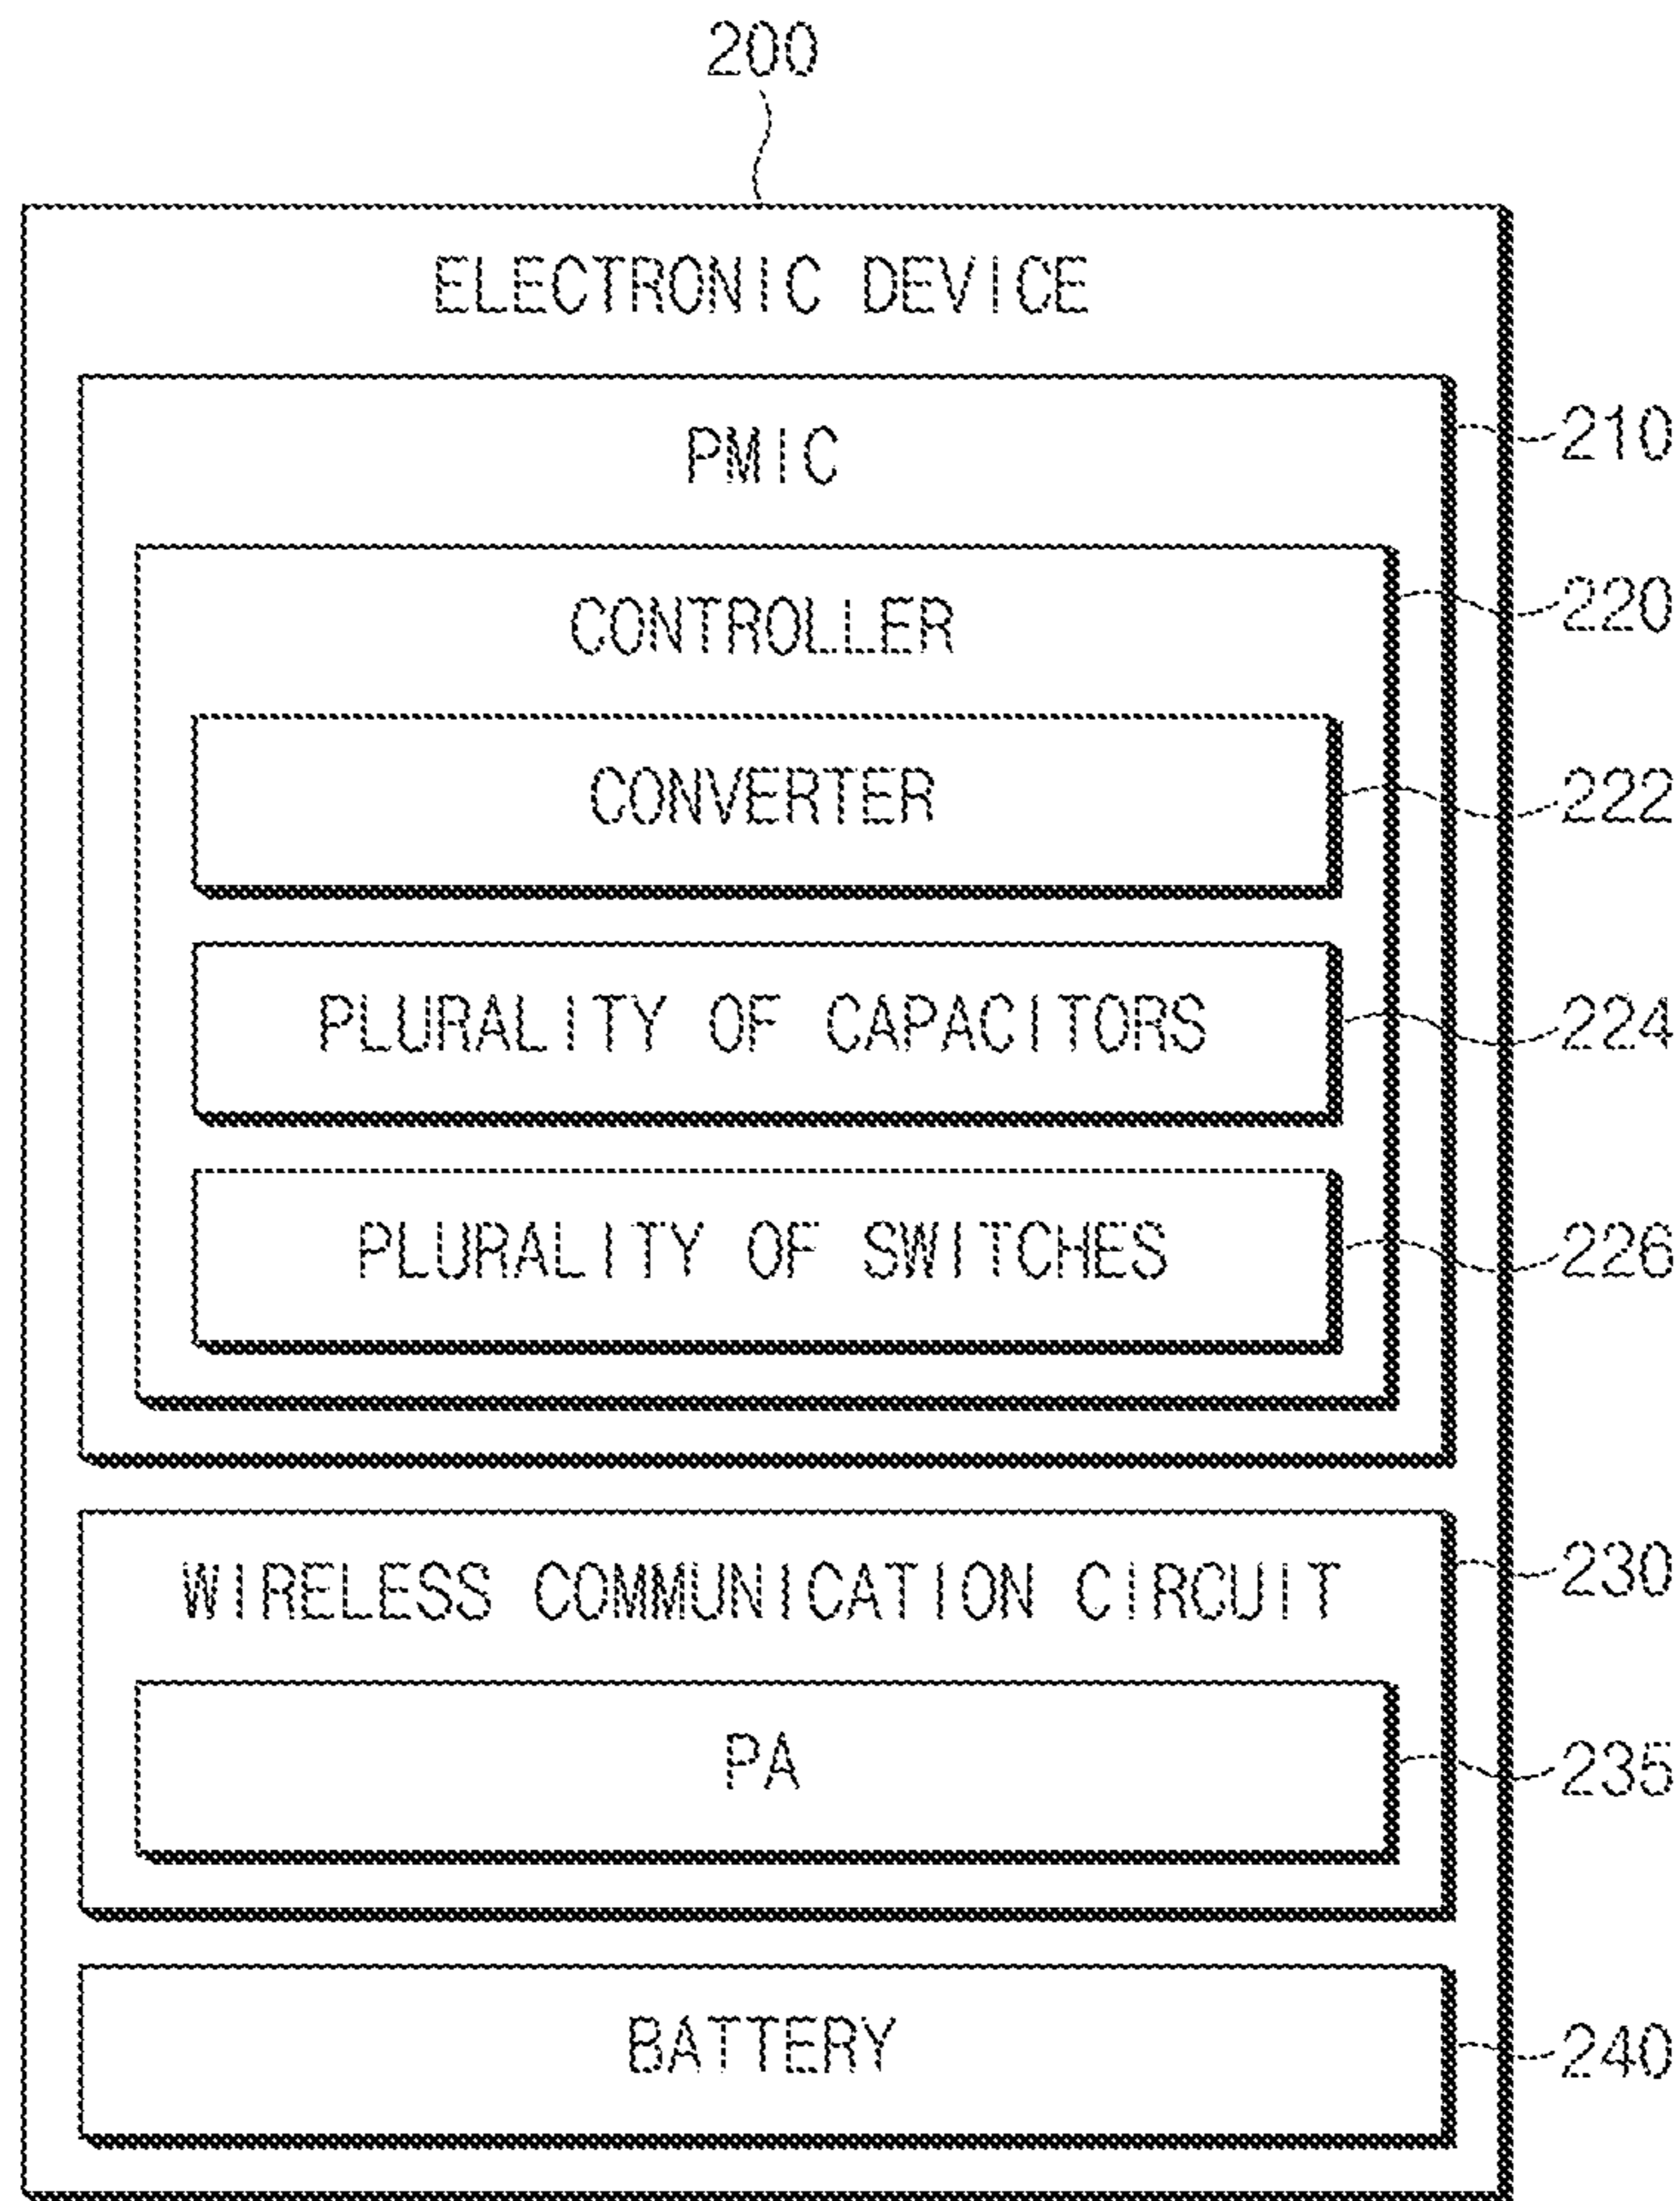 200
ELECTRONIC DEVICE
PMIC
210
CONTROLLER
220
CONVERTER
222
PLURALITY OF CAPACITORS
224
PLURALITY OF SWITCHES
226
WIRELESS COMMUNICATION CIRCUIT
230
PA
235
BATTERY
240